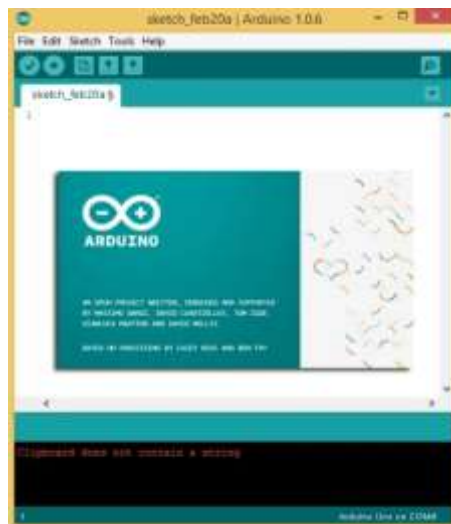 sketch_feb20a | Arduino 1.0.6
File Edit Sketch Tools Help
sketch_feb20a §
1
ARDUINO
AN OPEN PROJECT WRITTEN, DEBUGGED AND SUPPORTED
BY MASSIMO BANZI, DAVID CUARTIELLES, TOM IGOE,
GIANLUCA MARTINO AND DAVID MELLIS.
BASED ON PROCESSING BY CASEY REAS AND BEN FRY
Clipboard does not contain a string
1
Arduino Uno on